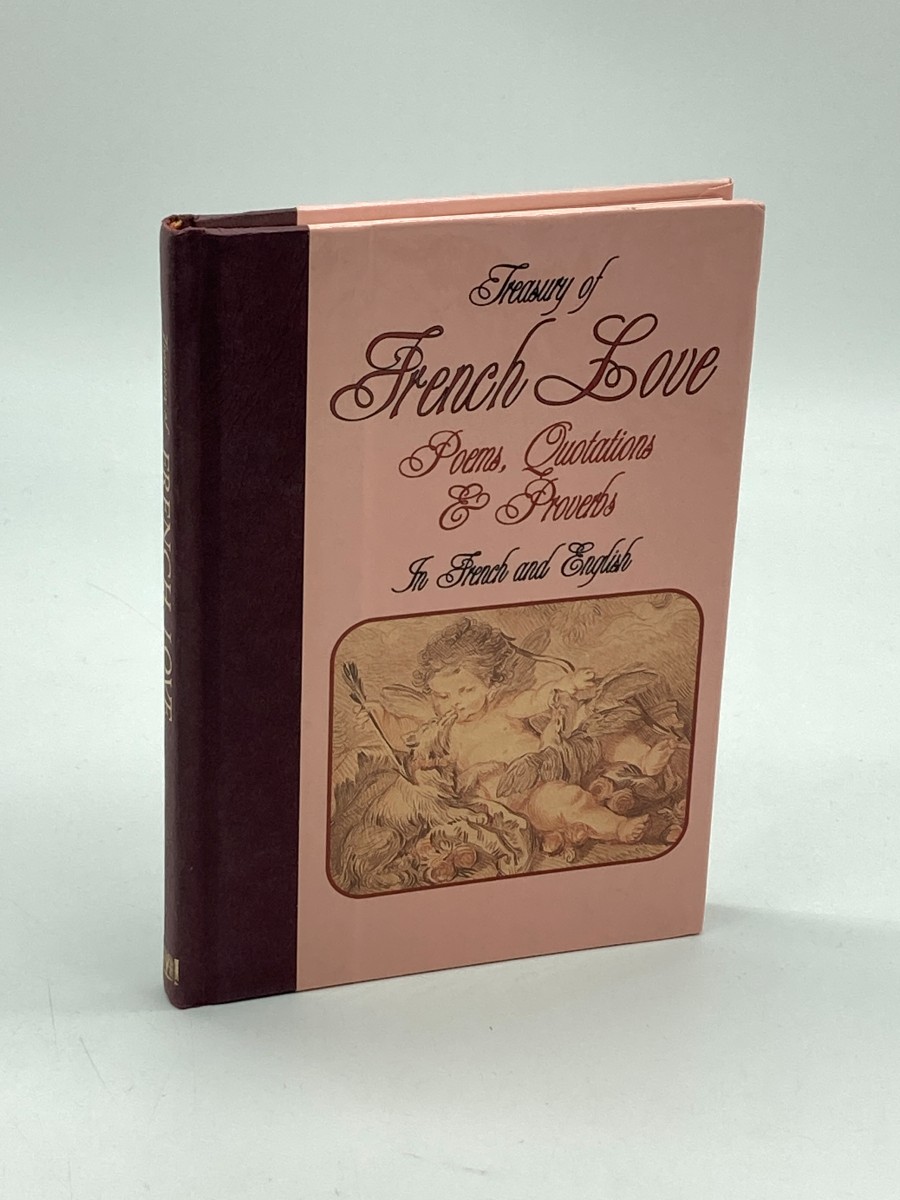 Treasury of
French Love
Poems, Quotations
& Proverbs
In French and English
FRENCH LOVE